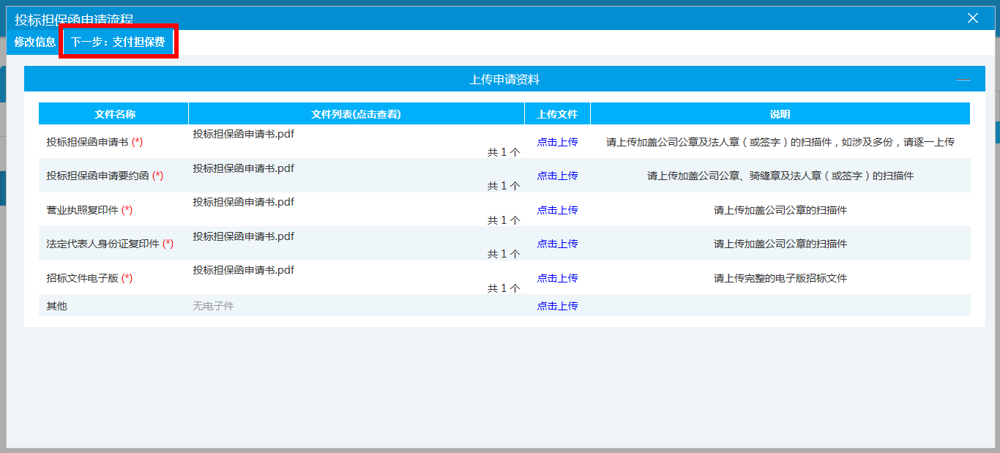 投标担保函申请流程
修改信息 下一步：支付担保费
上传申请资料
文件名称 文件列表(点击查看) 上传文件 说明
投标担保函申请书 (*) 投标担保函申请书.pdf 共 1 个 点击上传 请上传加盖公司公章及法人章（或签字）的扫描件，如涉及多份，请逐一上传
投标担保函申请要约函 (*) 投标担保函申请书.pdf 共 1 个 点击上传 请上传加盖公司公章、骑缝章及法人章（或签字）的扫描件
营业执照复印件 (*) 投标担保函申请书.pdf 共 1 个 点击上传 请上传加盖公司公章的扫描件
法定代表人身份证复印件 (*) 投标担保函申请书.pdf 共 1 个 点击上传 请上传加盖公司公章的扫描件
招标文件电子版 (*) 投标担保函申请书.pdf 共 1 个 点击上传 请上传完整的电子版招标文件
其他 无电子件 点击上传